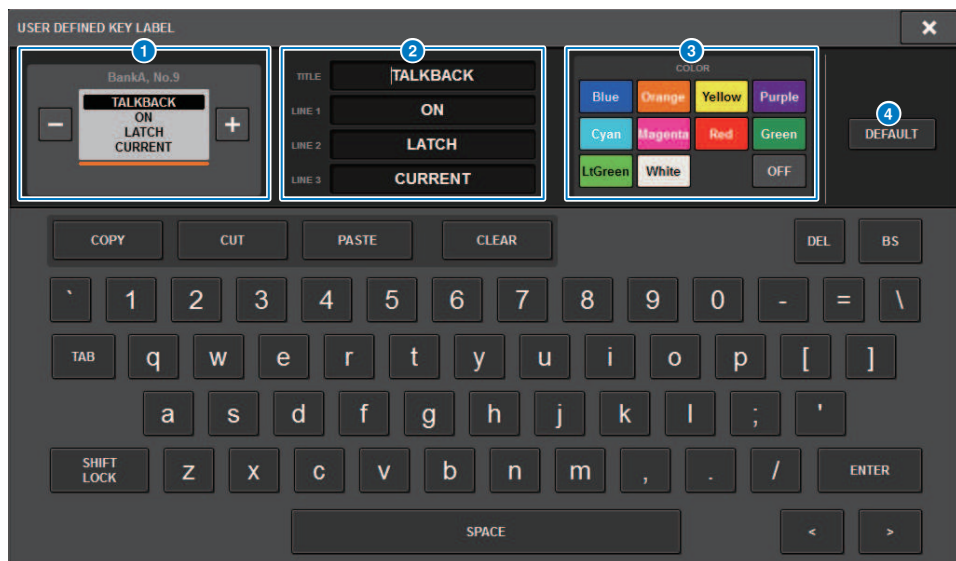 USER DEFINED KEY LABEL
×
1
BankA, No.9
−
TALKBACK
ON
LATCH
CURRENT
+
2
TITLE TALKBACK
LINE 1 ON
LINE 2 LATCH
LINE 3 CURRENT
3
COLOR
Blue Orange Yellow Purple
Cyan Magenta Red Green
LtGreen White OFF
4
DEFAULT
COPY CUT PASTE CLEAR DEL BS
` 1 2 3 4 5 6 7 8 9 0 - = \
TAB q w e r t y u i o p [ ]
a s d f g h j k l ; '
SHIFT LOCK z x c v b n m , . / ENTER
SPACE < >